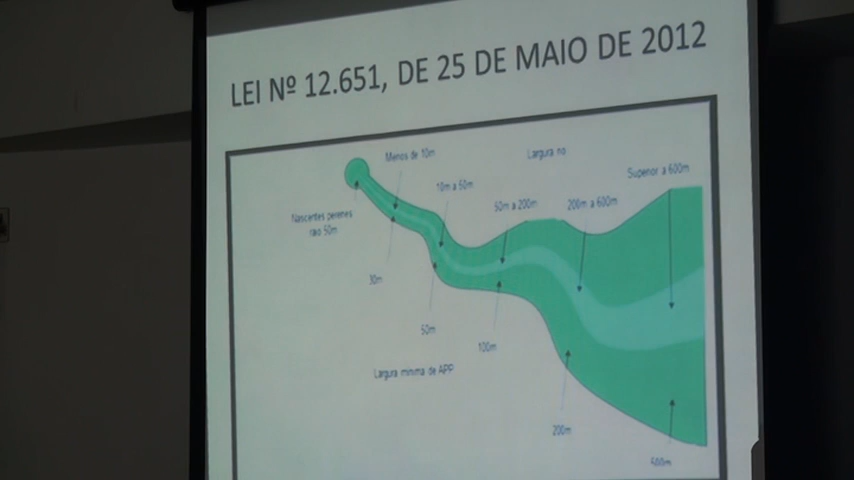 LEI Nº 12.651, DE 25 DE MAIO DE 2012
Menos de 10m
Largura no
10m a 50m
Superior a 600m
50m a 200m
200m a 600m
Nascentes perenes
raio 50m
30m
50m
100m
Largura mínima de APP
200m
500m